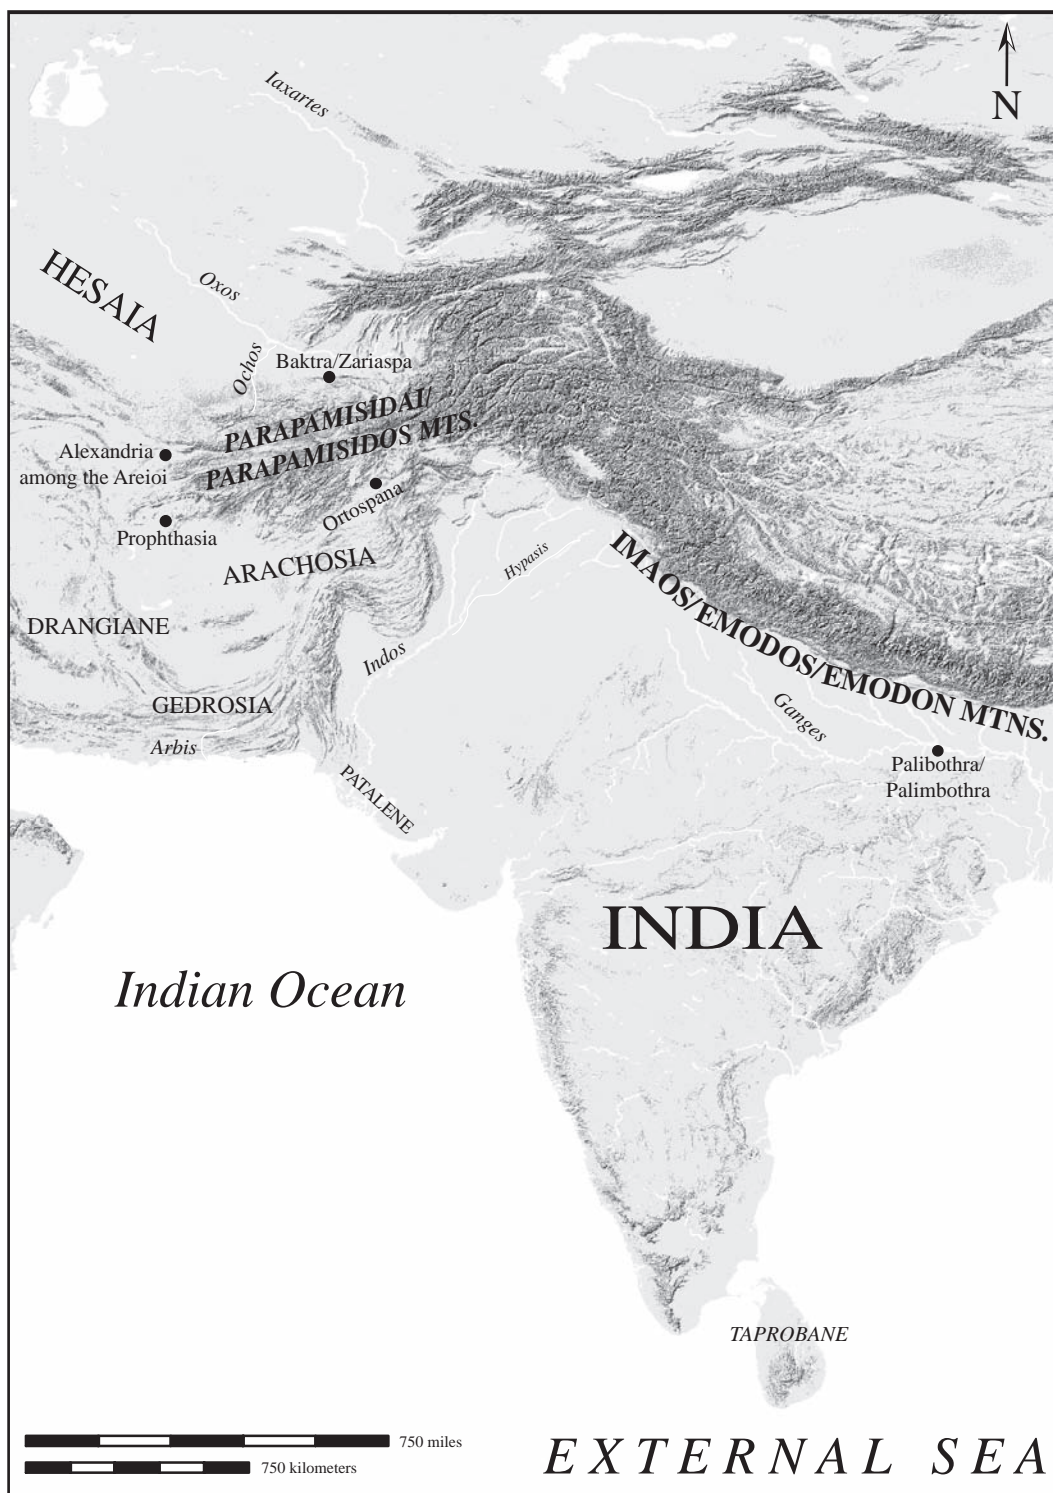 N
Iaxartes
HESAIA
Oxos
Ochos
Baktra/Zariaspa
PARAPAMISIDAI/
PARAPAMISIDOS MTS.
Alexandria
among the Areioi
Ortospana
Prophthasia
ARACHOSIA
Hypasis
IMAOS/EMODOS/EMODON MTNS.
DRANGIANE
Indos
GEDROSIA
Ganges
Arbis
Palibothra/
Palimbothra
PATALENE
INDIA
Indian Ocean
TAPROBANE
750 miles
750 kilometers
EXTERNAL SEA